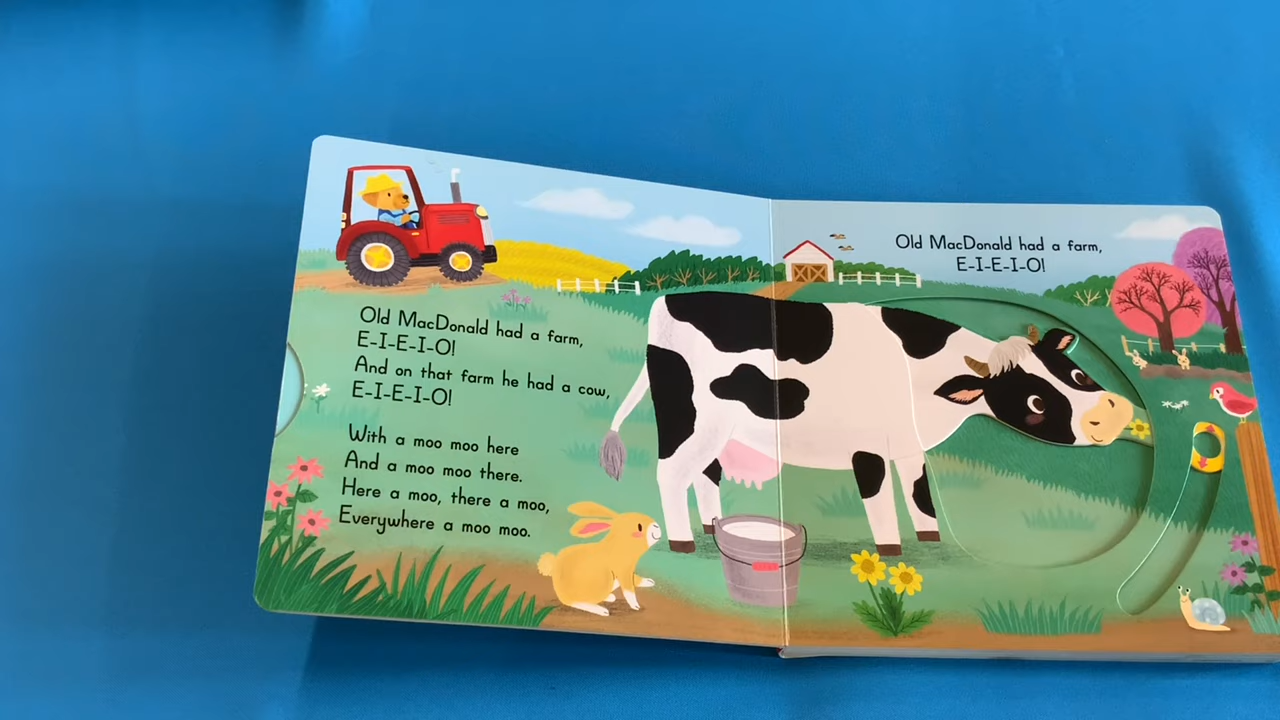 Old MacDonald had a farm,
E-I-E-I-O!
And on that farm he had a cow,
E-I-E-I-O!
With a moo moo here
And a moo moo there.
Here a moo, there a moo,
Everywhere a moo moo.
Old MacDonald had a farm,
E-I-E-I-O!